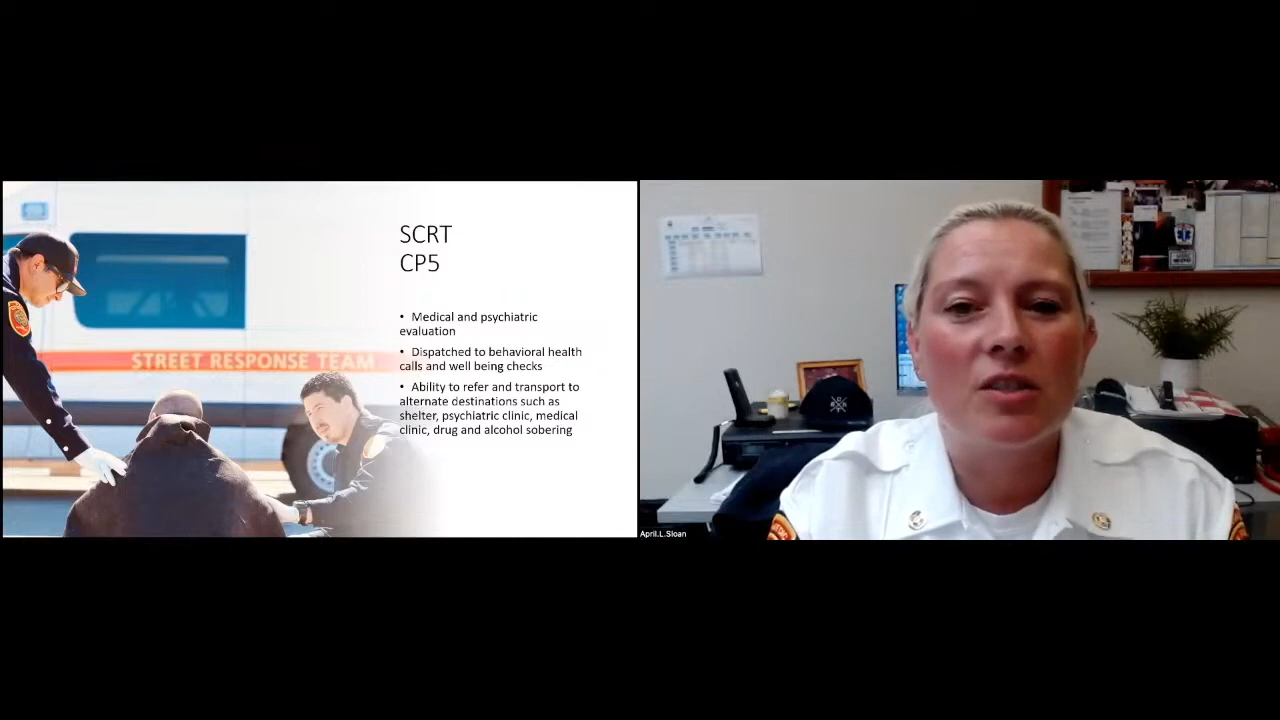 SCRT
CP5
• Medical and psychiatric
evaluation
• Dispatched to behavioral health
calls and well being checks
• Ability to refer and transport to
alternate destinations such as
shelter, psychiatric clinic, medical
clinic, drug and alcohol sobering
STREET RESPONSE TEAM
April.L.Sloan